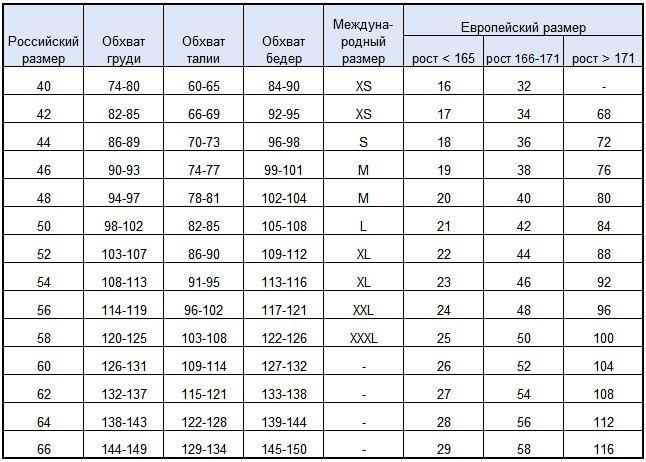 Российский размер Обхват груди Обхват талии Обхват бедер Междуна-родный размер Европейский размер
рост < 165 рост 166-171 рост > 171
40 74-80 60-65 84-90 XS 16 32 -
42 82-85 66-69 92-95 XS 17 34 68
44 86-89 70-73 96-98 S 18 36 72
46 90-93 74-77 99-101 M 19 38 76
48 94-97 78-81 102-104 M 20 40 80
50 98-102 82-85 105-108 L 21 42 84
52 103-107 86-90 109-112 XL 22 44 88
54 108-113 91-95 113-116 XL 23 46 92
56 114-119 96-102 117-121 XXL 24 48 96
58 120-125 103-108 122-126 XXXL 25 50 100
60 126-131 109-114 127-132 - 26 52 104
62 132-137 115-121 133-138 - 27 54 108
64 138-143 122-128 139-144 - 28 56 112
66 144-149 129-134 145-150 - 29 58 116